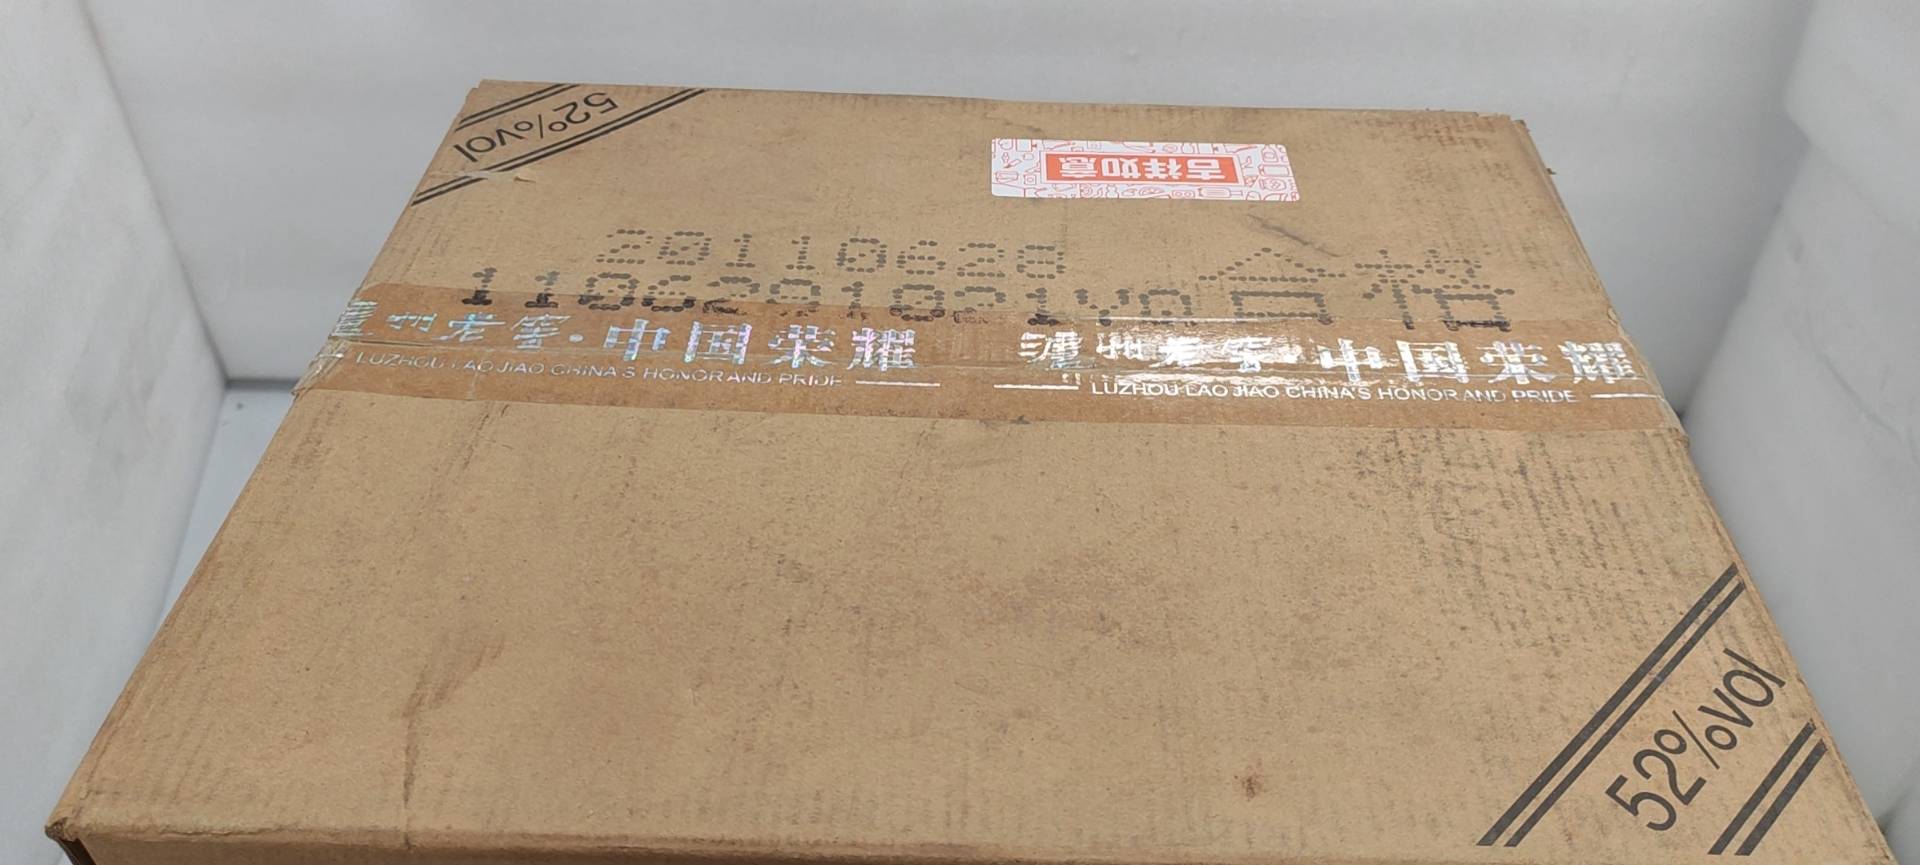 52%vol
吉祥如意
20110628
合格
泸州老窖·中国荣耀
泸州老窖·中国荣耀
LUZHOU LAO JIAO CHINA'S HONOR AND PRIDE
LUZHOU LAO JIAO CHINA'S HONOR AND PRIDE
52%vol